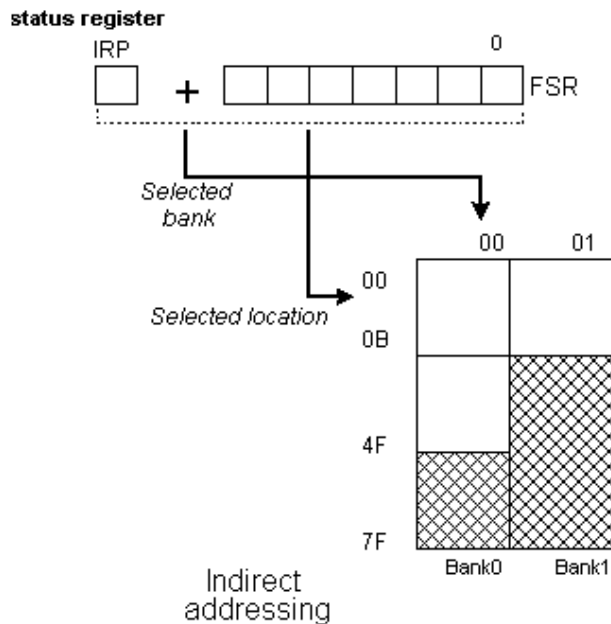 status register
IRP
0
+
FSR
Selected
bank
00 01
00
Selected location
0B
4F
7F
Bank0 Bank1
Indirect
addressing